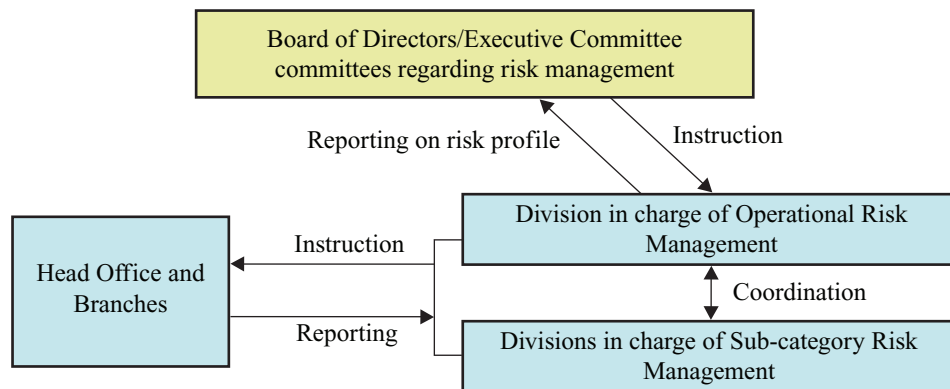 Board of Directors/Executive Committee
committees regarding risk management
Reporting on risk profile
Instruction
Division in charge of Operational Risk
Management
Instruction
Head Office and
Branches
Coordination
Reporting
Divisions in charge of Sub-category Risk
Management